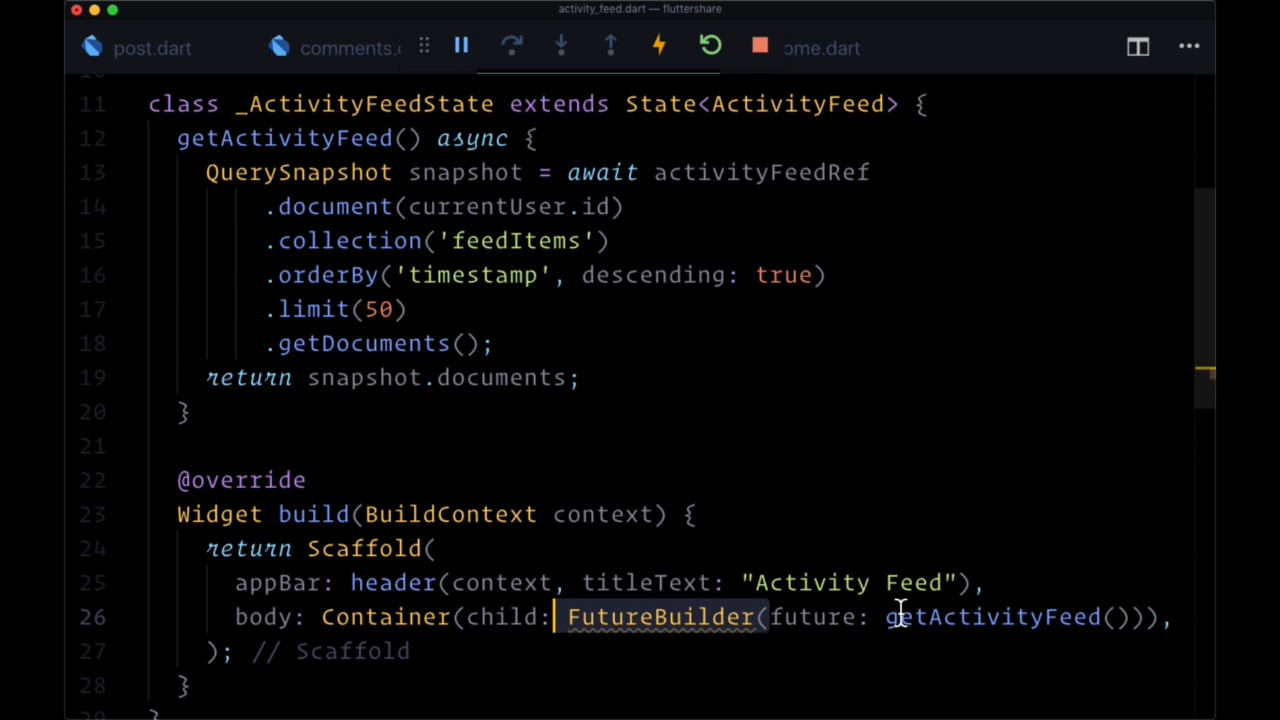 activity_feed.dart — fluttershare
post.dart comments.d ome.dart
11 class _ActivityFeedState extends State<ActivityFeed> {
12 getActivityFeed() async {
13 QuerySnapshot snapshot = await activityFeedRef
14 .document(currentUser.id)
15 .collection('feedItems')
16 .orderBy('timestamp', descending: true)
17 .limit(50)
18 .getDocuments();
19 return snapshot.documents;
20 }
21
22 @override
23 Widget build(BuildContext context) {
24 return Scaffold(
25 appBar: header(context, titleText: "Activity Feed"),
26 body: Container(child: FutureBuilder(future: getActivityFeed())),
27 ); // Scaffold
28 }